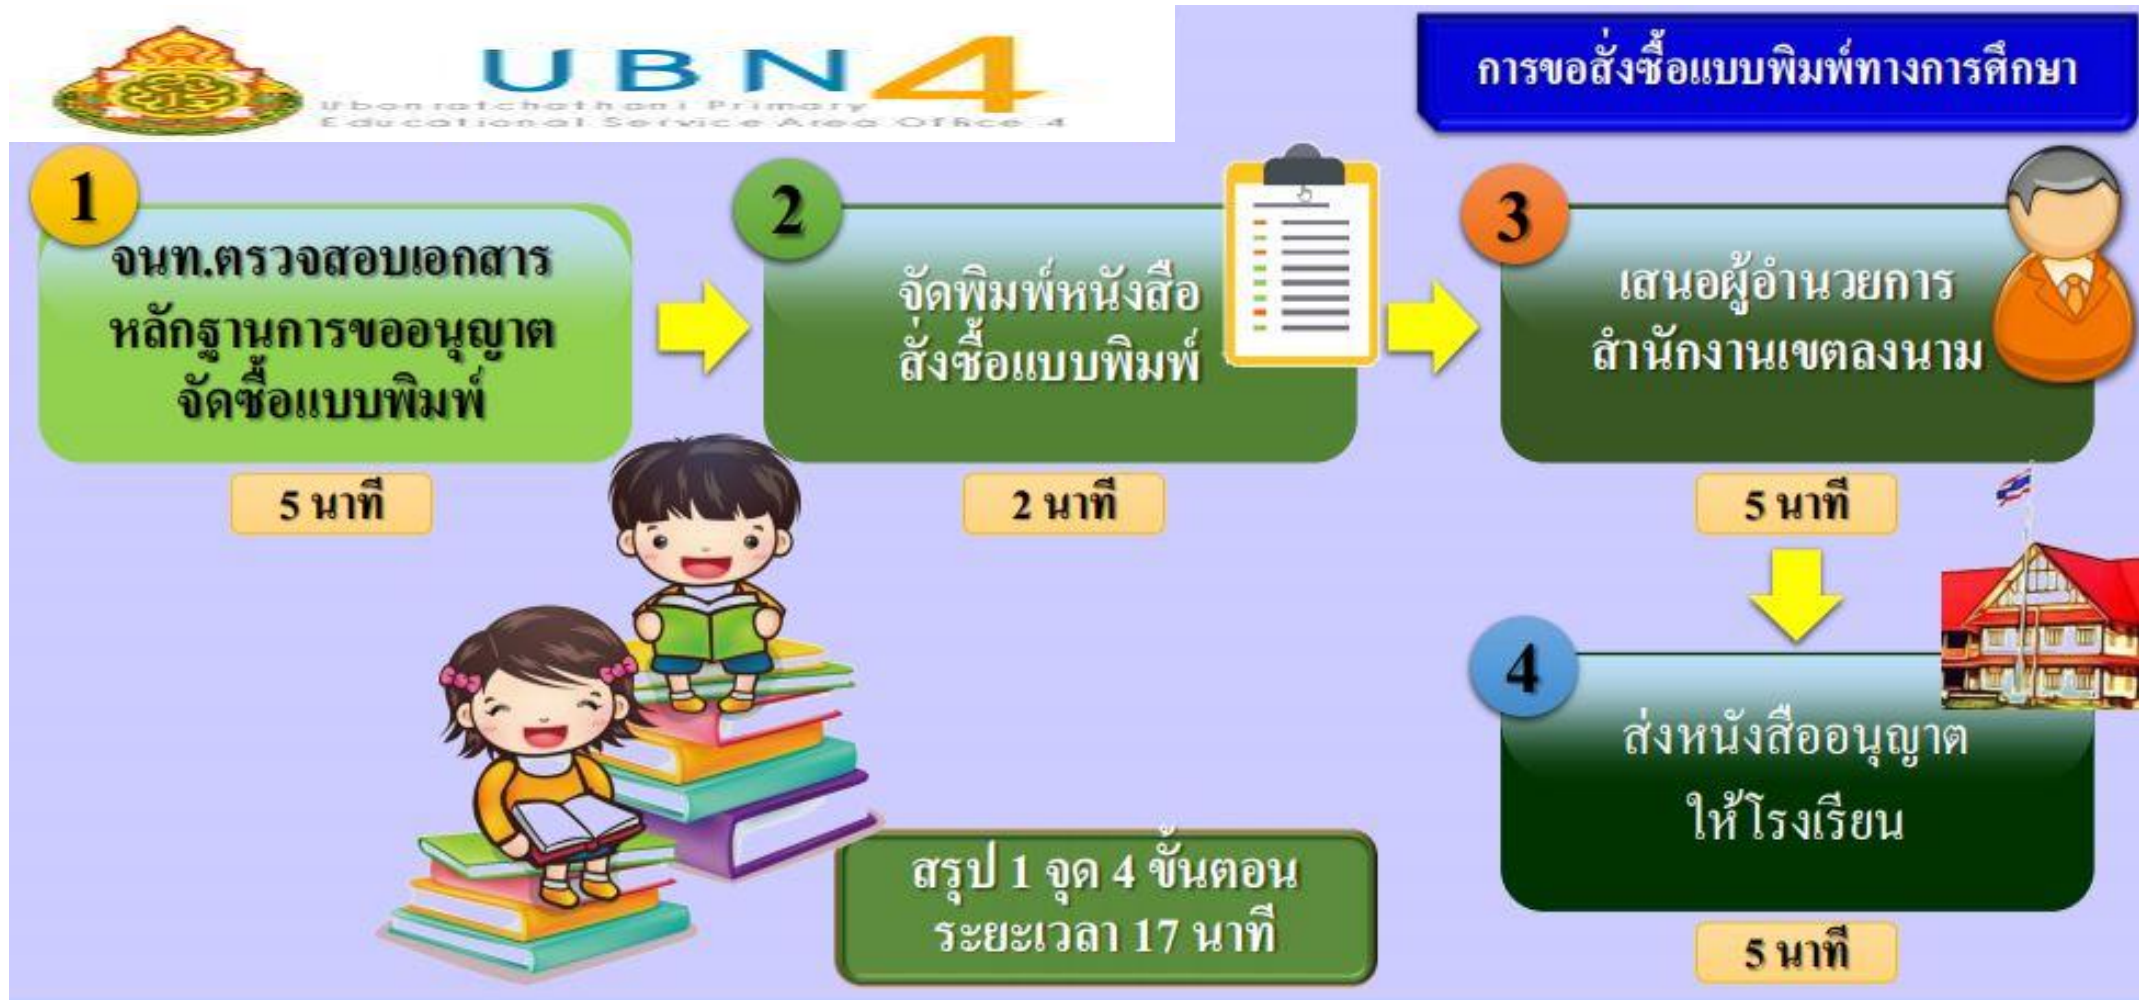 UBN4
Ubonratchathani Primary
Educational Service Area Office 4
การขอสั่งซื้อแบบพิมพ์ทางการศึกษา
1
จนท.ตรวจสอบเอกสาร
หลักฐานการขออนุญาต
จัดซื้อแบบพิมพ์
5 นาที
2
จัดพิมพ์หนังสือ
สั่งซื้อแบบพิมพ์
2 นาที
3
เสนอผู้อำนวยการ
สำนักงานเขตลงนาม
5 นาที
4
ส่งหนังสืออนุญาต
ให้โรงเรียน
5 นาที
สรุป 1 จุด 4 ขั้นตอน
ระยะเวลา 17 นาที